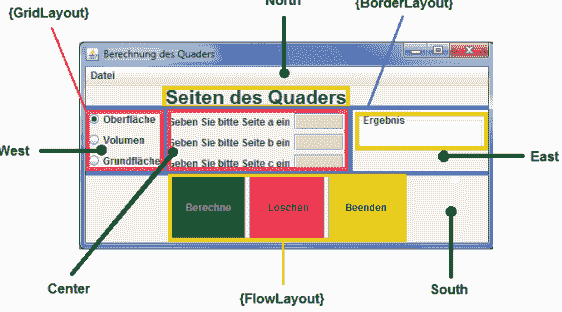 North
{GridLayout}
{BorderLayout}
Berechnung des Quaders
Datei
Seiten des Quaders
Oberfläche
Geben Sie bitte Seite a ein
Ergebnis
Volumen
Geben Sie bitte Seite b ein
West
East
Grundfläche
Geben Sie bitte Seite c ein
Berechne
Löschen
Beenden
Center
South
{FlowLayout}